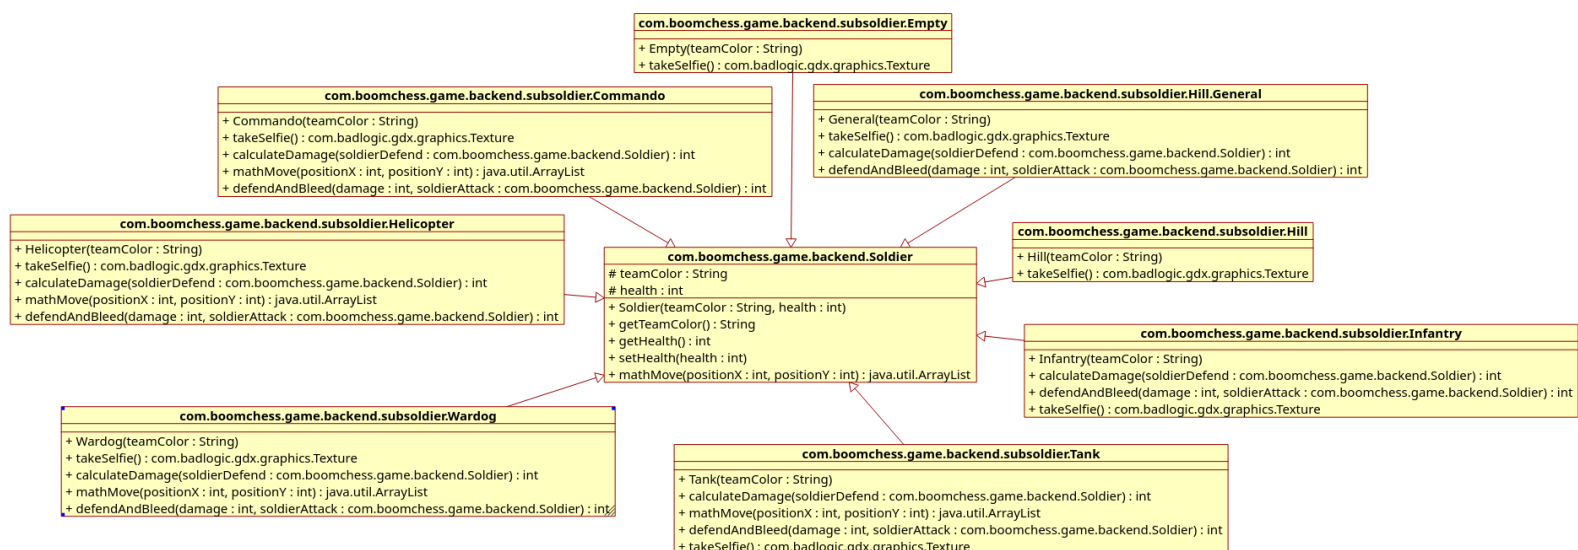 com.boomchess.game.backend.subsoldier.Empty
+ Empty(teamColor : String)
+ takeSelfie() : com.badlogic.gdx.graphics.Texture
com.boomchess.game.backend.subsoldier.Commando
+ Commando(teamColor : String)
+ takeSelfie() : com.badlogic.gdx.graphics.Texture
+ calculateDamage(soldierDefend : com.boomchess.game.backend.Soldier) : int
+ mathMove(positionX : int, positionY : int) : java.util.ArrayList
+ defendAndBleed(damage : int, soldierAttack : com.boomchess.game.backend.Soldier) : int
com.boomchess.game.backend.subsoldier.Hill.General
+ General(teamColor : String)
+ takeSelfie() : com.badlogic.gdx.graphics.Texture
+ calculateDamage(soldierDefend : com.boomchess.game.backend.Soldier) : int
+ defendAndBleed(damage : int, soldierAttack : com.boomchess.game.backend.Soldier) : int
com.boomchess.game.backend.subsoldier.Helicopter
+ Helicopter(teamColor : String)
+ takeSelfie() : com.badlogic.gdx.graphics.Texture
+ calculateDamage(soldierDefend : com.boomchess.game.backend.Soldier) : int
+ mathMove(positionX : int, positionY : int) : java.util.ArrayList
+ defendAndBleed(damage : int, soldierAttack : com.boomchess.game.backend.Soldier) : int
com.boomchess.game.backend.subsoldier.Hill
+ Hill(teamColor : String)
+ takeSelfie() : com.badlogic.gdx.graphics.Texture
com.boomchess.game.backend.Soldier
# teamColor : String
# health : int
+ Soldier(teamColor : String, health : int)
+ getTeamColor() : String
+ getHealth() : int
+ setHealth(health : int)
+ mathMove(positionX : int, positionY : int) : java.util.ArrayList
com.boomchess.game.backend.subsoldier.Infantry
+ Infantry(teamColor : String)
+ calculateDamage(soldierDefend : com.boomchess.game.backend.Soldier) : int
+ defendAndBleed(damage : int, soldierAttack : com.boomchess.game.backend.Soldier) : int
+ takeSelfie() : com.badlogic.gdx.graphics.Texture
com.boomchess.game.backend.subsoldier.Wardog
+ Wardog(teamColor : String)
+ takeSelfie() : com.badlogic.gdx.graphics.Texture
+ calculateDamage(soldierDefend : com.boomchess.game.backend.Soldier) : int
+ mathMove(positionX : int, positionY : int) : java.util.ArrayList
+ defendAndBleed(damage : int, soldierAttack : com.boomchess.game.backend.Soldier) : int
com.boomchess.game.backend.subsoldier.Tank
+ Tank(teamColor : String)
+ calculateDamage(soldierDefend : com.boomchess.game.backend.Soldier) : int
+ mathMove(positionX : int, positionY : int) : java.util.ArrayList
+ defendAndBleed(damage : int, soldierAttack : com.boomchess.game.backend.Soldier) : int
+ takeSelfie() : com.badlogic.gdx.graphics.Texture